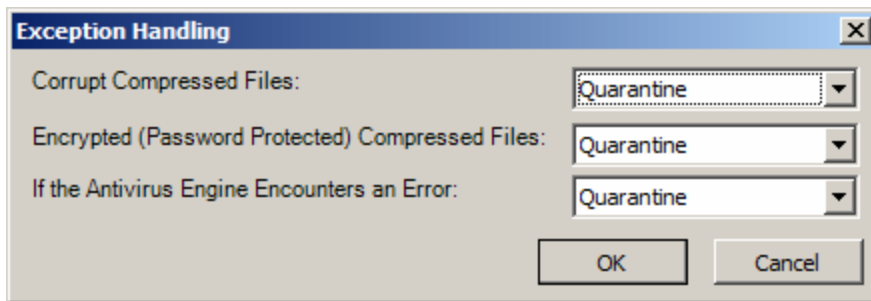 Exception Handling
Corrupt Compressed Files: Quarantine
Encrypted (Password Protected) Compressed Files: Quarantine
If the Antivirus Engine Encounters an Error: Quarantine
OK Cancel